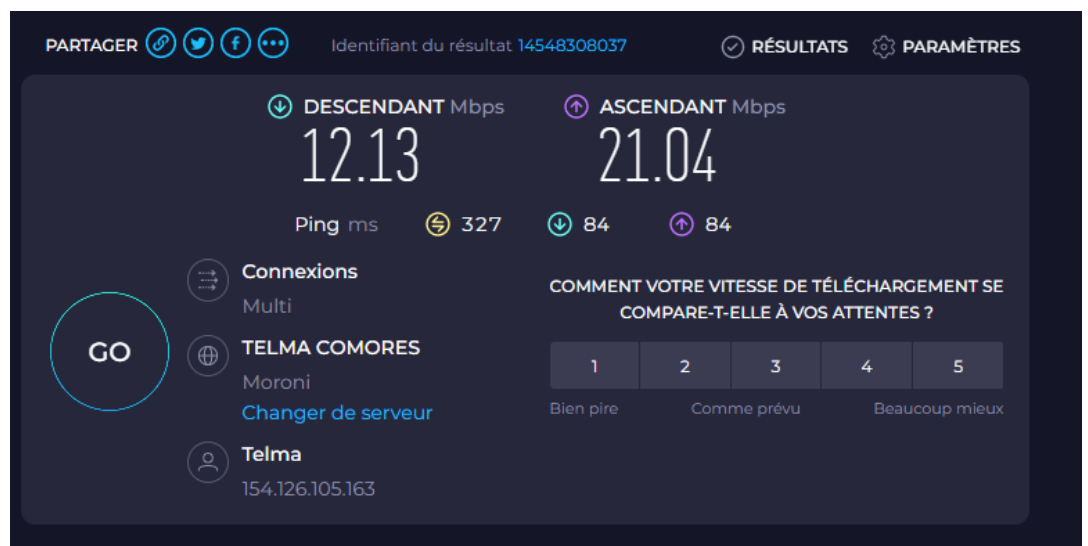 PARTAGER Identifiant du résultat 14548308037 RÉSULTATS PARAMÈTRES
DESCENDANT Mbps ASCENDANT Mbps
12.13 21.04
Ping ms 327 84 84
Connexions
Multi
TELMA COMORES
Moroni
Changer de serveur
Telma
154.126.105.163
GO
COMMENT VOTRE VITESSE DE TÉLÉCHARGEMENT SE
COMPARE-T-ELLE À VOS ATTENTES ?
1 2 3 4 5
Bien pire Comme prévu Beaucoup mieux